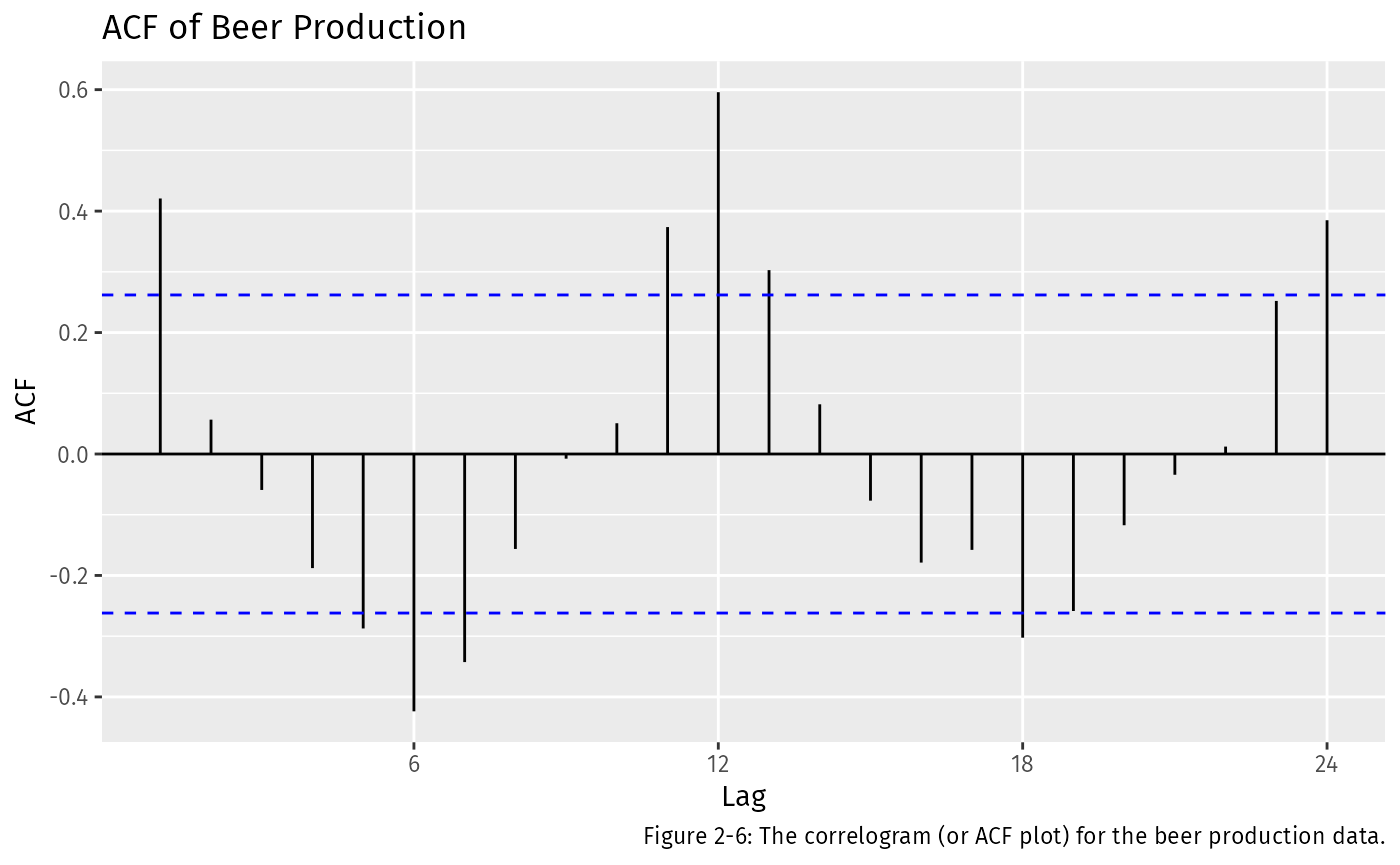 ACF of Beer Production
0.6
0.4
0.2
0.0
-0.2
-0.4
ACF
6 12 18 24
Lag
Figure 2-6: The correlogram (or ACF plot) for the beer production data.